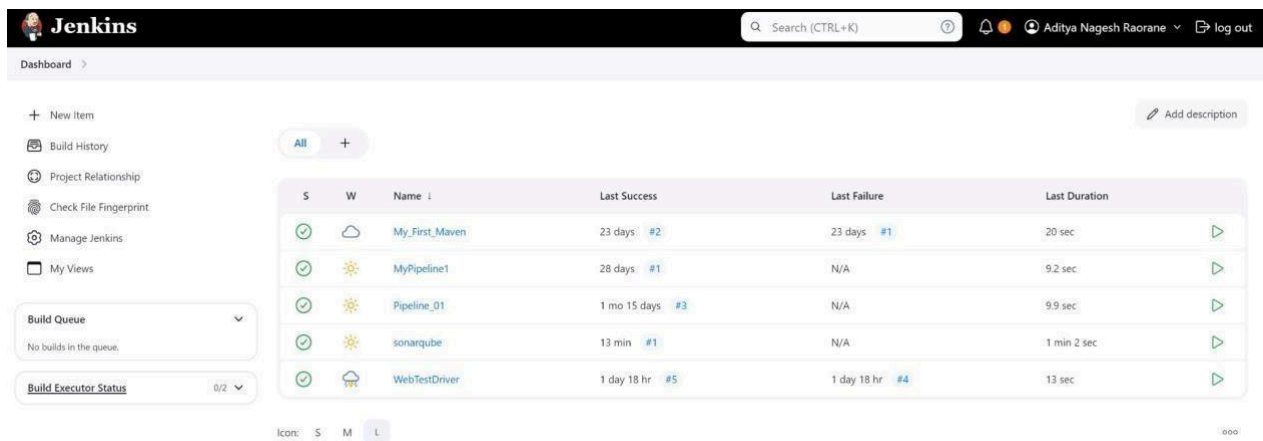 Jenkins
Search (CTRL+K)
Aditya Nagesh Raorane
log out
Dashboard
New Item
Build History
Project Relationship
Check File Fingerprint
Manage Jenkins
My Views
Build Queue
No builds in the queue.
Build Executor Status 0/2
Add description
All +
S W Name ↓ Last Success Last Failure Last Duration
My_First_Maven 23 days #2 23 days #1 20 sec
MyPipeline1 28 days #1 N/A 9.2 sec
Pipeline_01 1 mo 15 days #3 N/A 9.9 sec
sonarqube 13 min #1 N/A 1 min 2 sec
WebTestDriver 1 day 18 hr #5 1 day 18 hr #4 13 sec
Icon: S M L